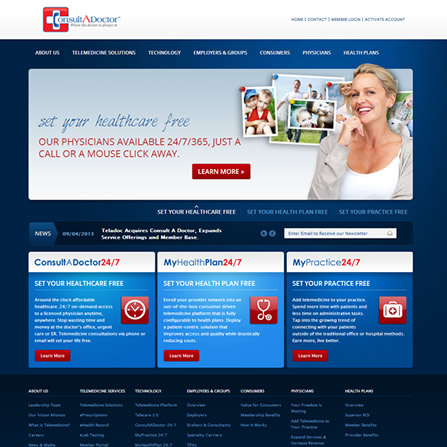 ConsultADoctor
Where the doctor is always in
HOME | CONTACT | MEMBER LOGIN | ACTIVATE ACCOUNT
ABOUT US TELEMEDICINE SOLUTIONS TECHNOLOGY EMPLOYERS & GROUPS CONSUMERS PHYSICIANS HEALTH PLANS
set your healthcare free
OUR PHYSICIANS AVAILABLE 24/7/365, JUST A
CALL OR A MOUSE CLICK AWAY.
LEARN MORE »
SET YOUR HEALTHCARE FREE | SET YOUR HEALTH PLAN FREE | SET YOUR PRACTICE FREE
NEWS 09/04/2013 Teladoc Acquires Consult A Doctor, Expands
Service Offerings and Member Base.
Enter Email to Receive our Newsletter
ConsultADoctor24/7
SET YOUR HEALTHCARE FREE
Around the clock affordable
healthcare. 24/7 on-demand access
to a licensed physician anytime,
anywhere. Stop wasting time and
money at the doctor's office, urgent
care or ER. Telemedicine consultations via phone or
email will set your life free.
Learn More
MyHealthPlan24/7
SET YOUR HEALTH PLAN FREE
Enroll your provider network into an
out-of-the-box consumer driven
telemedicine platform that is fully
configurable to health plans. Deploy
a patient-centric solution that
improves access and quality while drastically
reducing costs.
Learn More
MyPractice24/7
SET YOUR PRACTICE FREE
Add telemedicine to your practice.
Spend more time with patients and
less time on administrative tasks.
Tap into the growing trend of
connecting with your patients
outside of the traditional office or hospital methods.
Earn more, live better.
Learn More
ABOUT US
Leadership Team
Our Vision Mission
What is Telemedicine?
Careers
News & Media
TELEMEDICINE SERVICES
Telemedicine Solutions
ePrescriptions
eHealth Record
eLab Testing
Member Portal
TECHNOLOGY
Telemedicine Platform
Telecare 3.0
ConsultADoctor 24/7
MyPractice 24/7
MyHealthPlan 24/7
EMPLOYERS & GROUPS
Overview
Employers
Brokers & Consultants
Specialty Carriers
TPAs
CONSUMERS
Value for Consumers
Membership Benefits
How it Works
PHYSICIANS
Your Freedom is
Waiting
Add Telemedicine to
Your Practice
Expand Services &
Increase Revenue
HEALTH PLANS
Overview
Superior ROI
Member Benefits
Provider Benefits